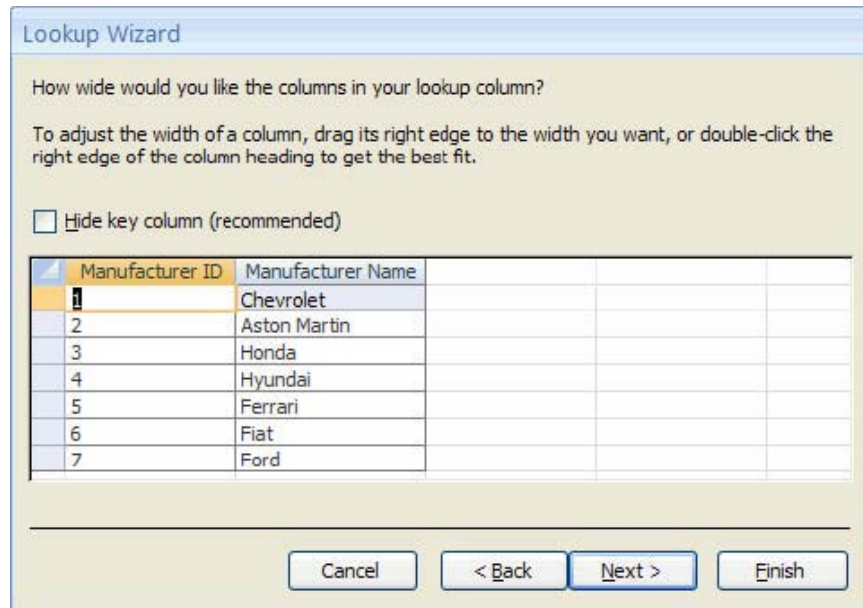 Lookup Wizard
How wide would you like the columns in your lookup column?
To adjust the width of a column, drag its right edge to the width you want, or double-click the
right edge of the column heading to get the best fit.
Hide key column (recommended)
Manufacturer ID Manufacturer Name
1 Chevrolet
2 Aston Martin
3 Honda
4 Hyundai
5 Ferrari
6 Fiat
7 Ford
Cancel < Back Next > Finish